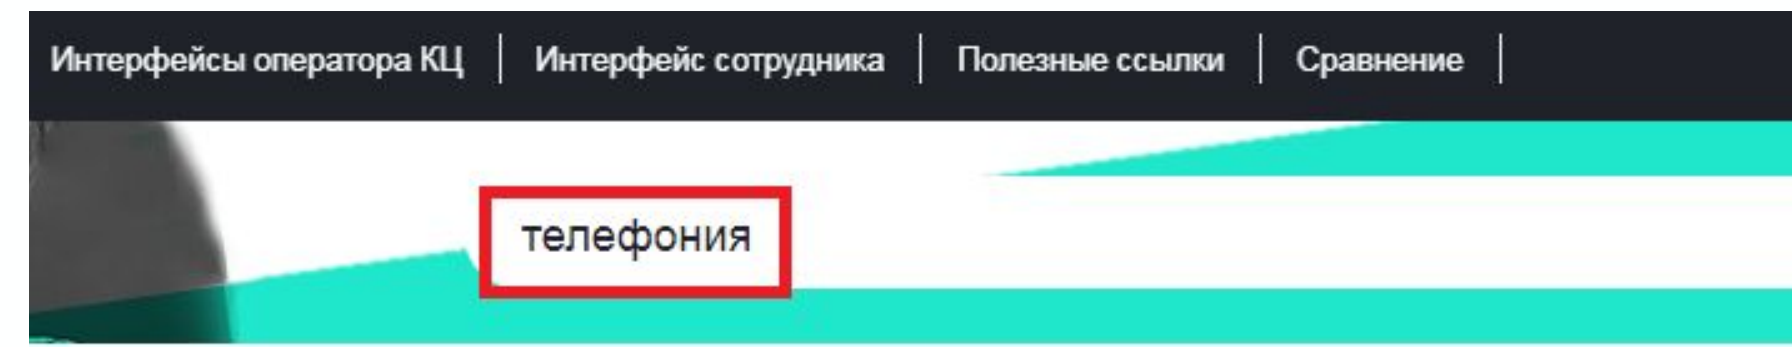 Интерфейсы оператора КЦ | Интерфейс сотрудника | Полезные ссылки | Сравнение |
телефония